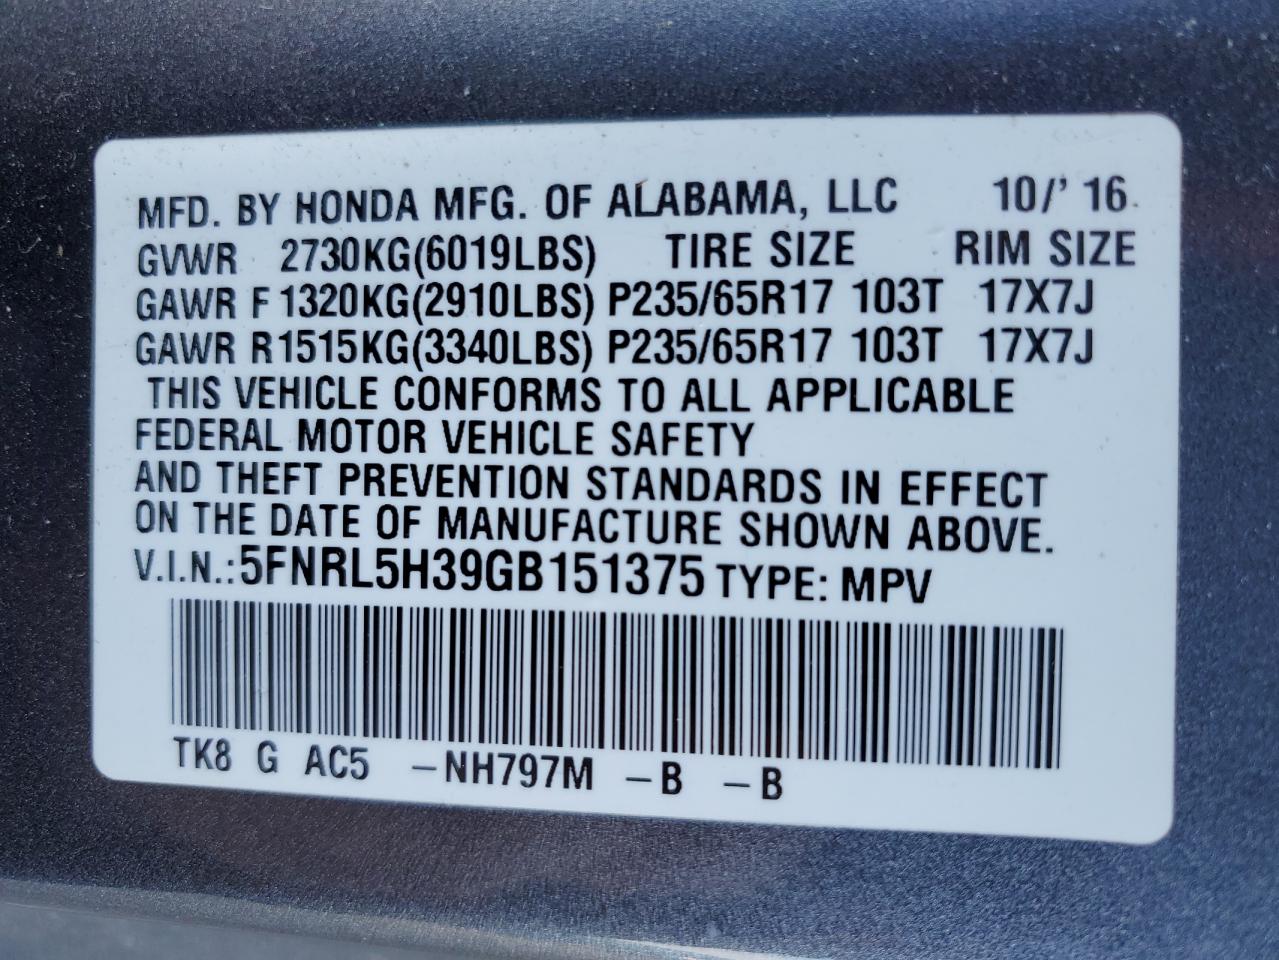 MFD. BY HONDA MFG. OF ALABAMA, LLC 10/' 16
GVWR 2730KG(6019LBS) TIRE SIZE RIM SIZE
GAWR F 1320KG(2910LBS) P235/65R17 103T 17X7J
GAWR R1515KG(3340LBS) P235/65R17 103T 17X7J
THIS VEHICLE CONFORMS TO ALL APPLICABLE
FEDERAL MOTOR VEHICLE SAFETY
AND THEFT PREVENTION STANDARDS IN EFFECT
ON THE DATE OF MANUFACTURE SHOWN ABOVE.
V.I.N.:5FNRL5H39GB151375 TYPE: MPV
TK8 G AC5 –NH797M –B –B